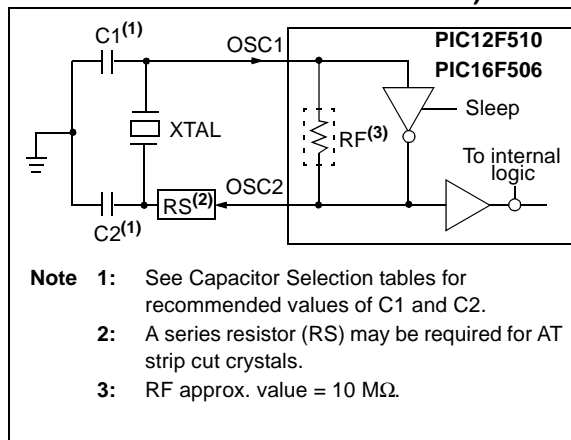 C1(1)
OSC1
PIC12F510
PIC16F506
Sleep
XTAL
RF(3)
To internal
logic
OSC2
RS(2)
C2(1)
Note 1: See Capacitor Selection tables for
recommended values of C1 and C2.
2: A series resistor (RS) may be required for AT
strip cut crystals.
3: RF approx. value = 10 MΩ.